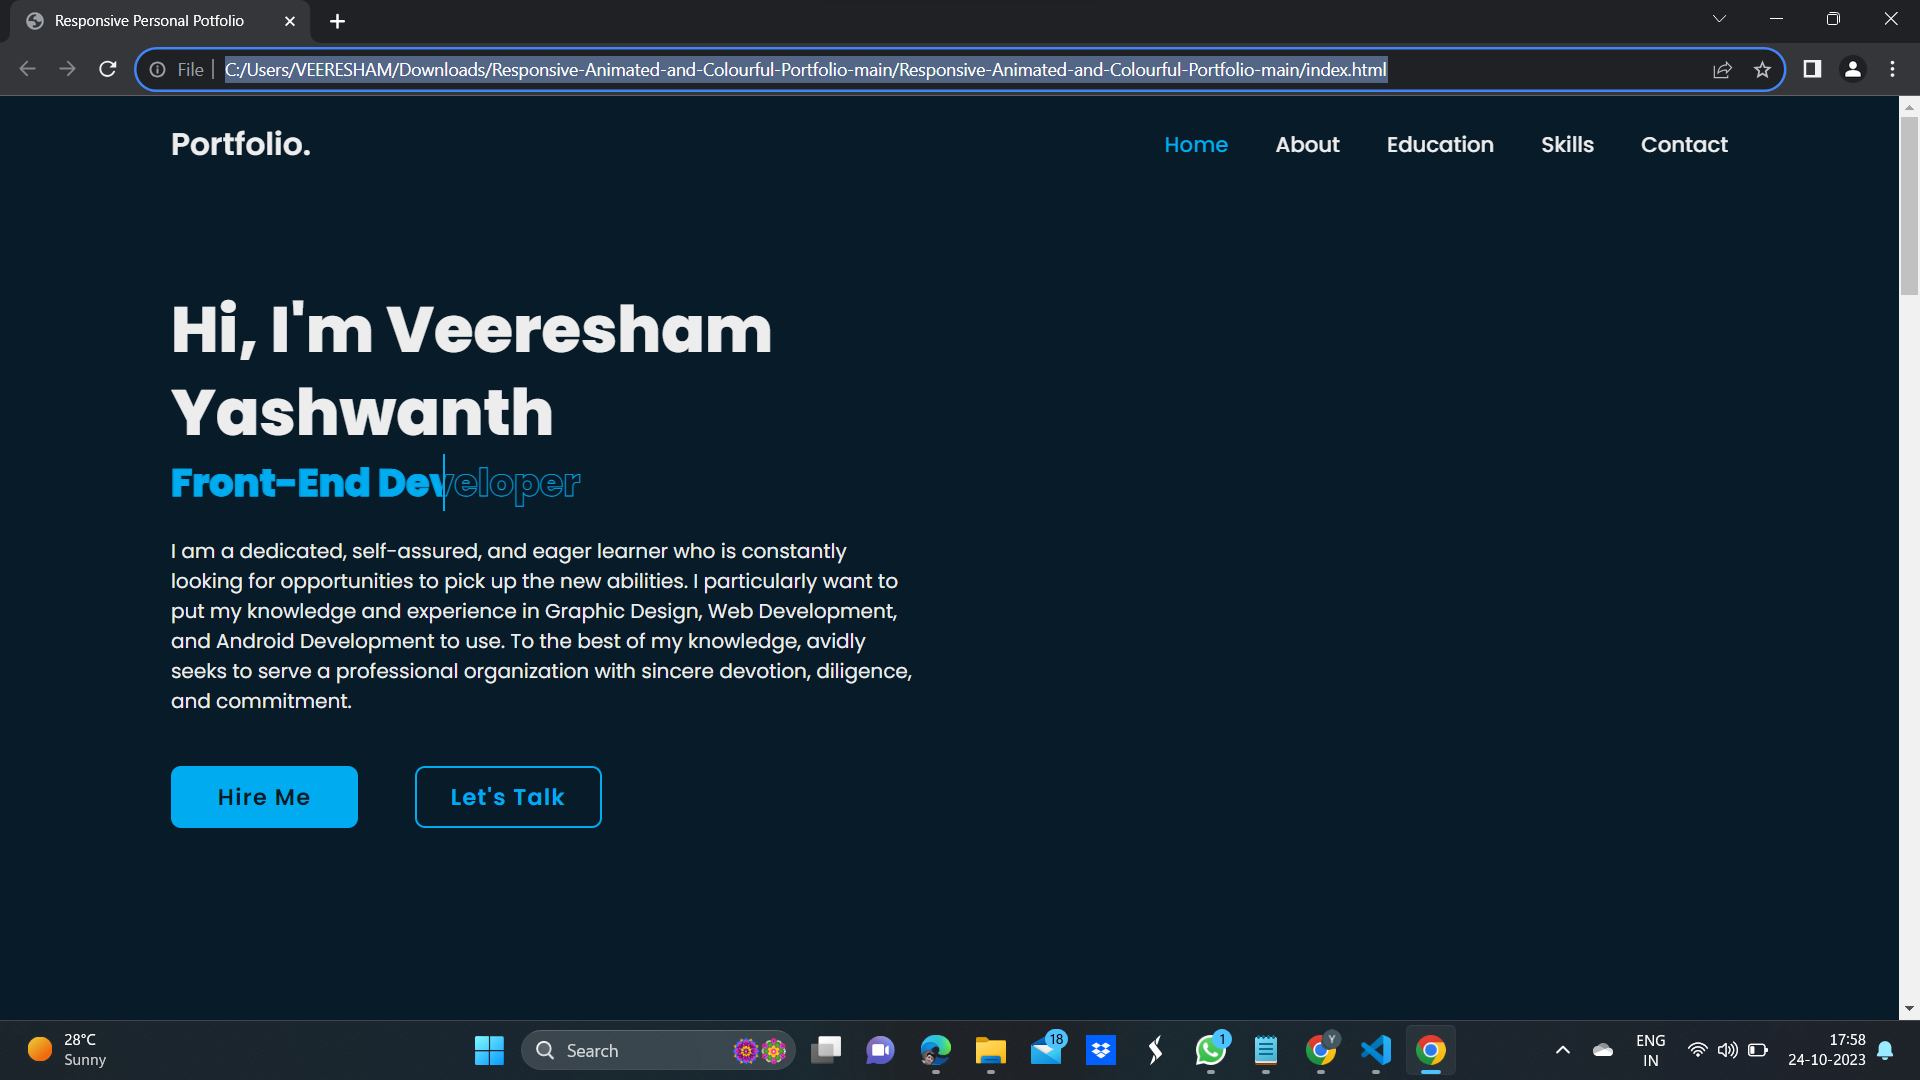 Responsive Personal Potfolio
File
C:/Users/VEERESHAM/Downloads/Responsive-Animated-and-Colourful-Portfolio-main/Responsive-Animated-and-Colourful-Portfolio-main/index.html
Portfolio.
Home About Education Skills Contact
Hi, I'm Veeresham
Yashwanth
Front-End Developer
I am a dedicated, self-assured, and eager learner who is constantly
looking for opportunities to pick up the new abilities. I particularly want to
put my knowledge and experience in Graphic Design, Web Development,
and Android Development to use. To the best of my knowledge, avidly
seeks to serve a professional organization with sincere devotion, diligence,
and commitment.
Hire Me Let's Talk
28°C
Sunny
Search
18
1
Y
ENG
IN
17:58
24-10-2023